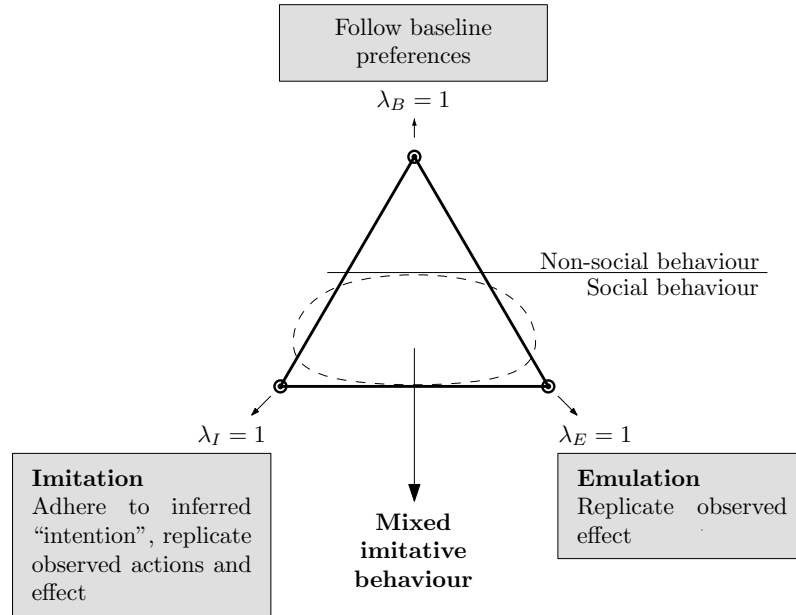 Follow baseline
preferences
λ_B = 1
Non-social behaviour
Social behaviour
λ_I = 1
λ_E = 1
Imitation
Adhere to inferred
“intention”, replicate
observed actions and
effect
Emulation
Replicate observed
effect
Mixed
imitative
behaviour